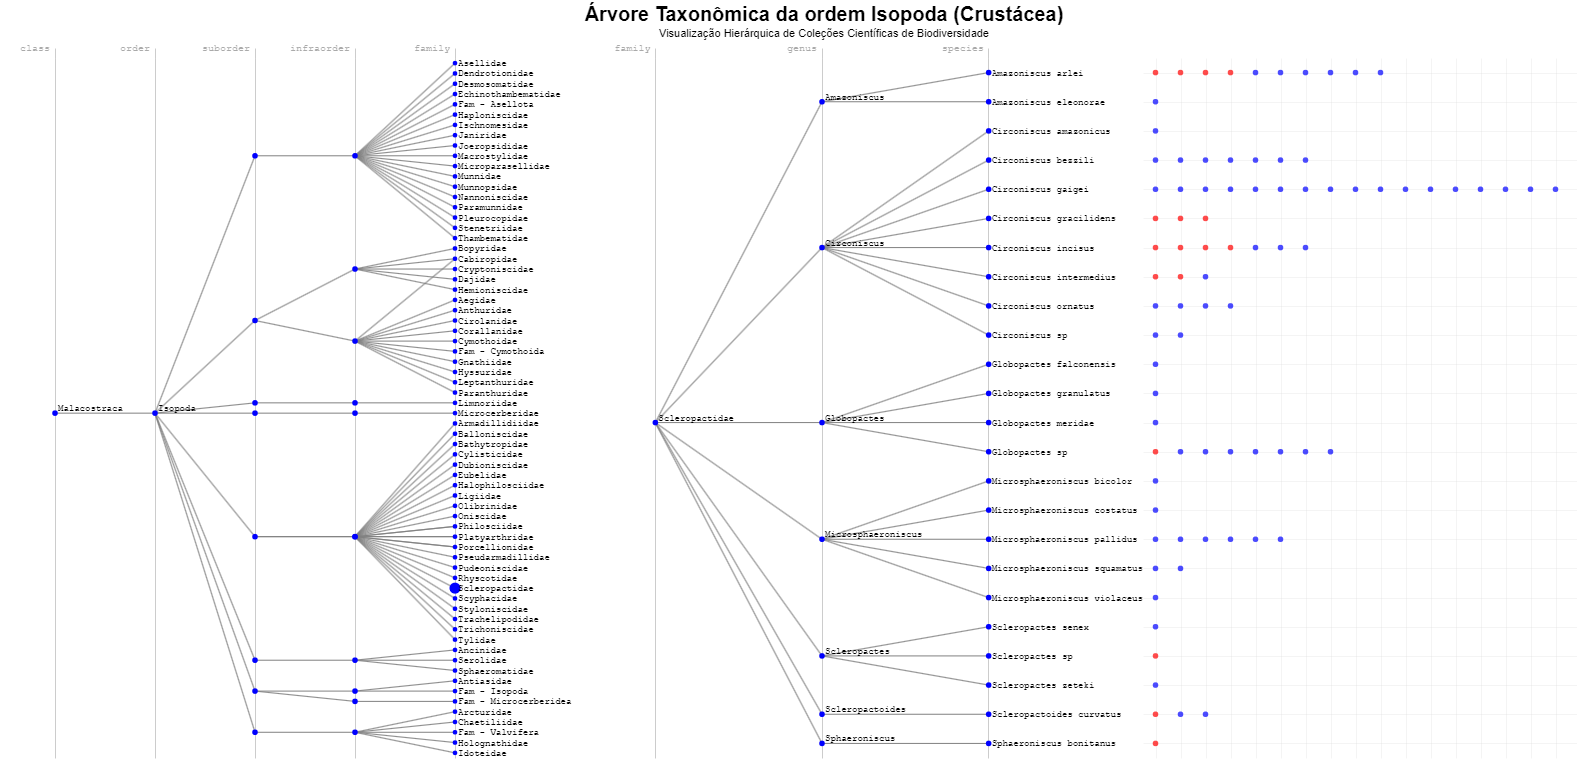 Árvore Taxonômica da ordem Isopoda (Crustácea)
Visualização Hierárquica de Coleções Científicas de Biodiversidade
class
order
suborder
infraorder
family
family
genus
species
Malacostraca
Isopoda
Asellidae
Dendrotionidae
Desmosomatidae
Echinothambematidae
Fam - Asellota
Haploniscidae
Ischnomesidae
Janiridae
Joeropsididae
Macrostylidae
Microparasellidae
Munnidae
Munnopsidae
Nannoniscidae
Paramunnidae
Pleurocopidae
Stenetriidae
Thambematidae
Bopyridae
Cabiropidae
Cryptoniscidae
Dajidae
Hemioniscidae
Aegidae
Anthuridae
Cirolanidae
Corallanidae
Cymothoidae
Fam - Cymothoida
Gnathiidae
Hyssuridae
Leptanthuridae
Paranthuridae
Limnoriidae
Microcerberidae
Armadillidiidae
Balloniscidae
Bathytropidae
Cylisticidae
Dubioniscidae
Eubelidae
Halophilosciidae
Ligiidae
Olibrinidae
Oniscidae
Philosciidae
Platyarthridae
Porcellionidae
Pseudarmadillidae
Pudeoniscidae
Rhyscotidae
Scleropactidae
Scyphacidae
Styloniscidae
Trachelipodidae
Trichoniscidae
Tylidae
Ancinidae
Serolidae
Sphaeromatidae
Antiasidae
Fam - Isopoda
Fam - Microcerberidea
Arcturidae
Chaetiliidae
Fam - Valvifera
Holognathidae
Idoteidae
Scleropactidae
Amazoniscus
Circoniscus
Globopactes
Microsphaeroniscus
Scleropactes
Scleropactoides
Sphaeroniscus
Amazoniscus arlei
Amazoniscus eleonorae
Circoniscus amazonicus
Circoniscus bezzili
Circoniscus gaigei
Circoniscus gracilidens
Circoniscus incisus
Circoniscus intermedius
Circoniscus ornatus
Circoniscus sp
Globopactes falconensis
Globopactes granulatus
Globopactes meridae
Globopactes sp
Microsphaeroniscus bicolor
Microsphaeroniscus costatus
Microsphaeroniscus pallidus
Microsphaeroniscus squamatus
Microsphaeroniscus violaceus
Scleropactes senex
Scleropactes sp
Scleropactes zeteki
Scleropactoides curvatus
Sphaeroniscus bonitanus